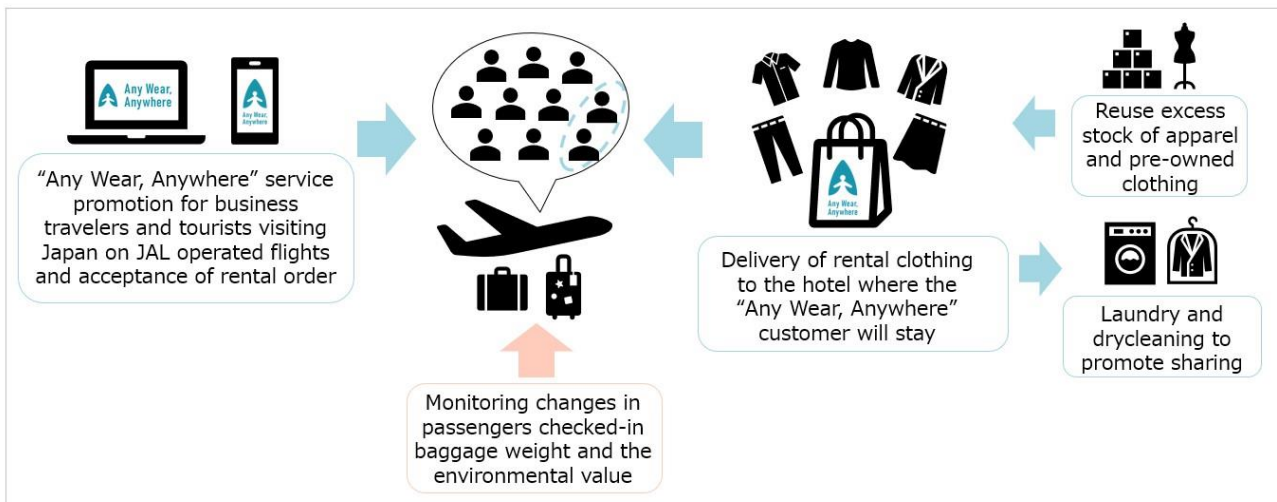 Any Wear,
Anywhere
Any Wear,
Anywhere
“Any Wear, Anywhere” service
promotion for business
travelers and tourists visiting
Japan on JAL operated flights
and acceptance of rental order
Monitoring changes in
passengers checked-in
baggage weight and the
environmental value
Any Wear,
Anywhere
Delivery of rental clothing
to the hotel where the
“Any Wear, Anywhere”
customer will stay
Reuse excess
stock of apparel
and pre-owned
clothing
Laundry and
drycleaning to
promote sharing